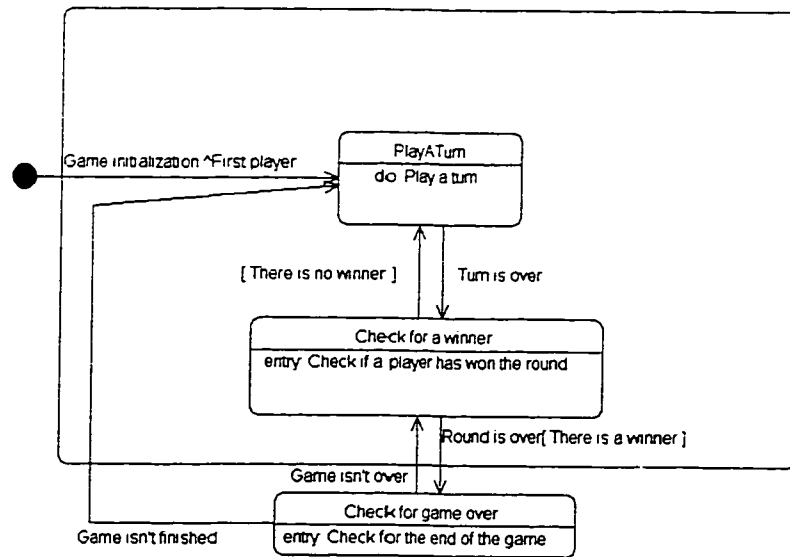 PlayATurn
Game initialization ^First player
do Play a turn
[ There is no winner ]
Turn is over
Check for a winner
entry Check if a player has won the round
Round is over[ There is a winner ]
Game isn't over
Check for game over
Game isn't finished
entry Check for the end of the game